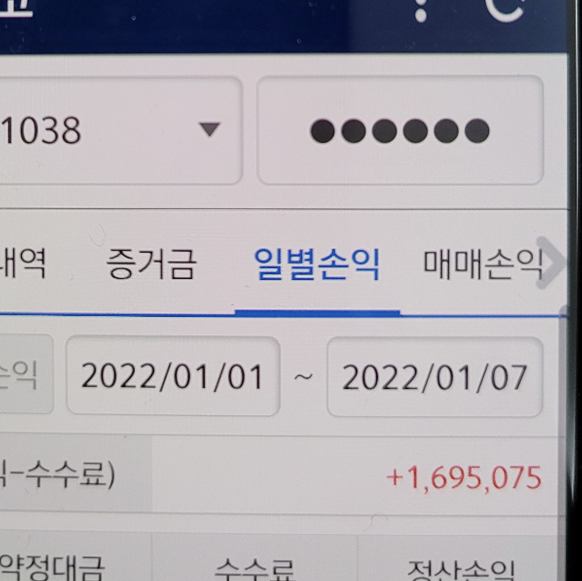 고
1038 ●●●●●●
내역 증거금 일별손익 매매손익
손익 2022/01/01 ~ 2022/01/07
익-수수료) +1,695,075
약정대금 수수료 정산손익